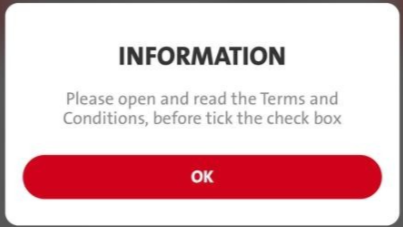 INFORMATION
Please open and read the Terms and
Conditions, before tick the check box
OK